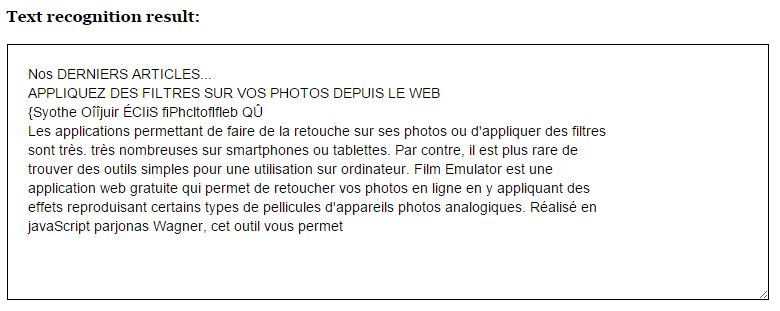 Text recognition result:
Nos DERNIERS ARTICLES...
APPLIQUEZ DES FILTRES SUR VOS PHOTOS DEPUIS LE WEB
{Syothe Oîîjuir ÉCIiS fiPhcltoflfleb QÛ
Les applications permettant de faire de la retouche sur ses photos ou d'appliquer des filtres
sont très. très nombreuses sur smartphones ou tablettes. Par contre, il est plus rare de
trouver des outils simples pour une utilisation sur ordinateur. Film Emulator est une
application web gratuite qui permet de retoucher vos photos en ligne en y appliquant des
effets reproduisant certains types de pellicules d'appareils photos analogiques. Réalisé en
javaScript parjonas Wagner, cet outil vous permet